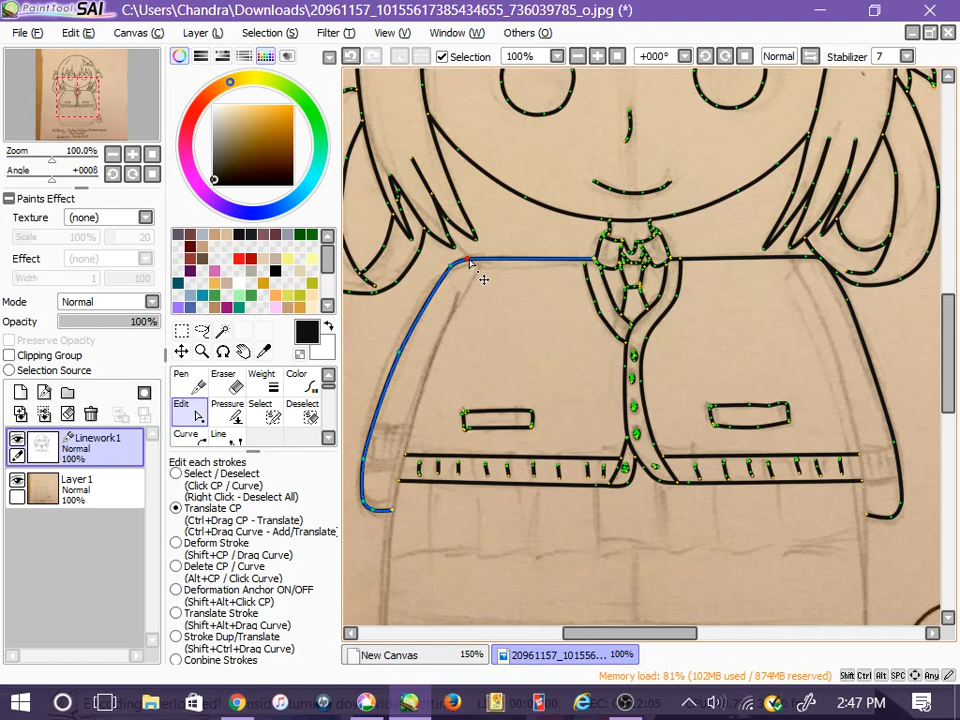 PaintTool SAI C:\Users\Chandra\Downloads\20961157_10155617385434655_736039785_o.jpg (*)
File (F) Edit (E) Canvas (C) Layer (L) Selection (S) Filter (T) View (V) Window (W) Others (O)
Selection 100% +000° Normal Stabilizer 7
Zoom 100.0%
Angle +000ß
Paints Effect
Texture (none)
Scale 100% 20
Effect (none)
Width 1 100
Mode Normal
Opacity 100%
Preserve Opacity
Clipping Group
Selection Source
Linework1
Normal
100%
Layer1
Normal
100%
Pen Eraser Weight Color
Edit Pressure Select Deselect
Curve Line
Edit each strokes
Select / Deselect
(Click CP / Curve)
(Right Click - Deselect All)
Translate CP
(Ctrl+Drag CP - Translate)
(Ctrl+Drag Curve - Add/Translate
Deform Stroke
(Shift+CP / Drag Curve)
Delete CP / Curve
(Alt+CP / Click Curve)
Deformation Anchor ON/OFF
(Shift+Alt+Click CP)
Translate Stroke
(Shift+Alt+Drag Curve)
Stroke Dup/Translate
(Shift+Ctrl+Drag Curve)
Conbine Strokes
New Canvas 150% 20961157_101556... 100%
Memory load: 81% (102MB used / 874MB reserved) Shift Ctrl Alt SPC Any
2:47 PM